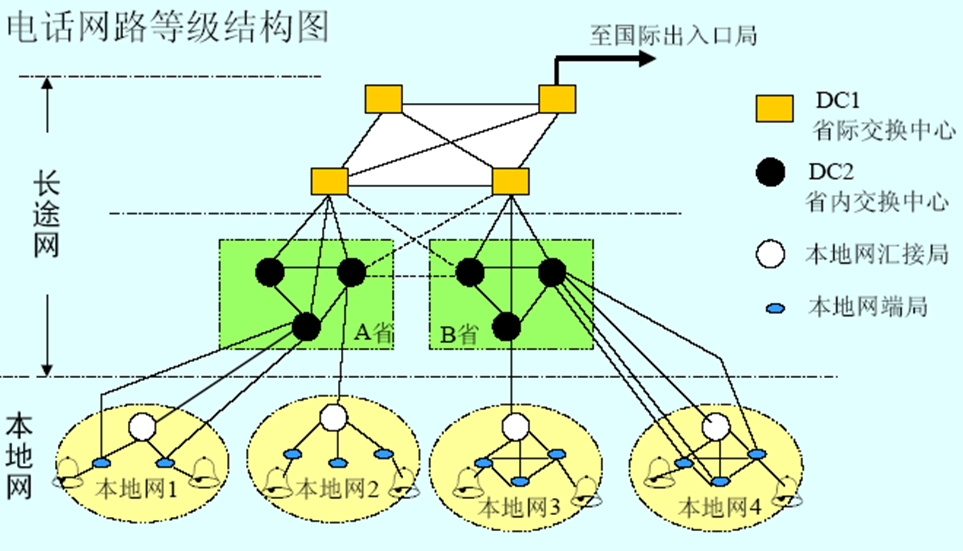 电话网路等级结构图
至国际出入口局
DC1
省际交换中心
DC2
省内交换中心
本地网汇接局
本地网端局
长途网
A省
B省
本地网
本地网1
本地网2
本地网3
本地网4